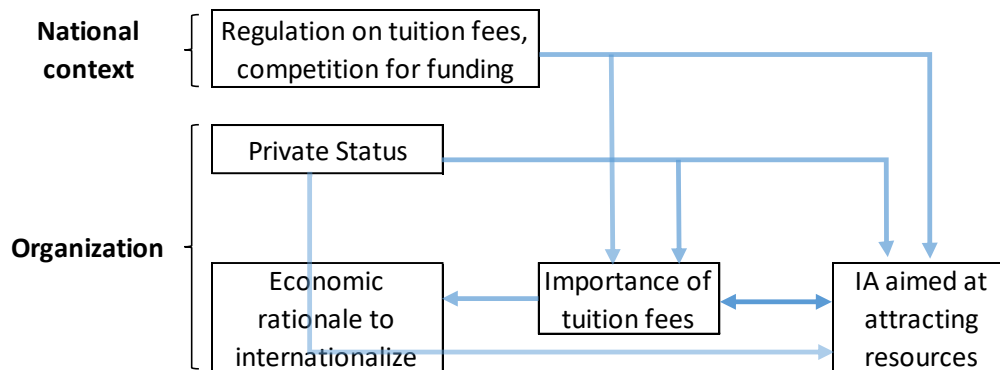 National
context
Regulation on tuition fees,
competition for funding
Organization
Private Status
Economic
rationale to
internationalize
Importance of
tuition fees
IA aimed at
attracting
resources